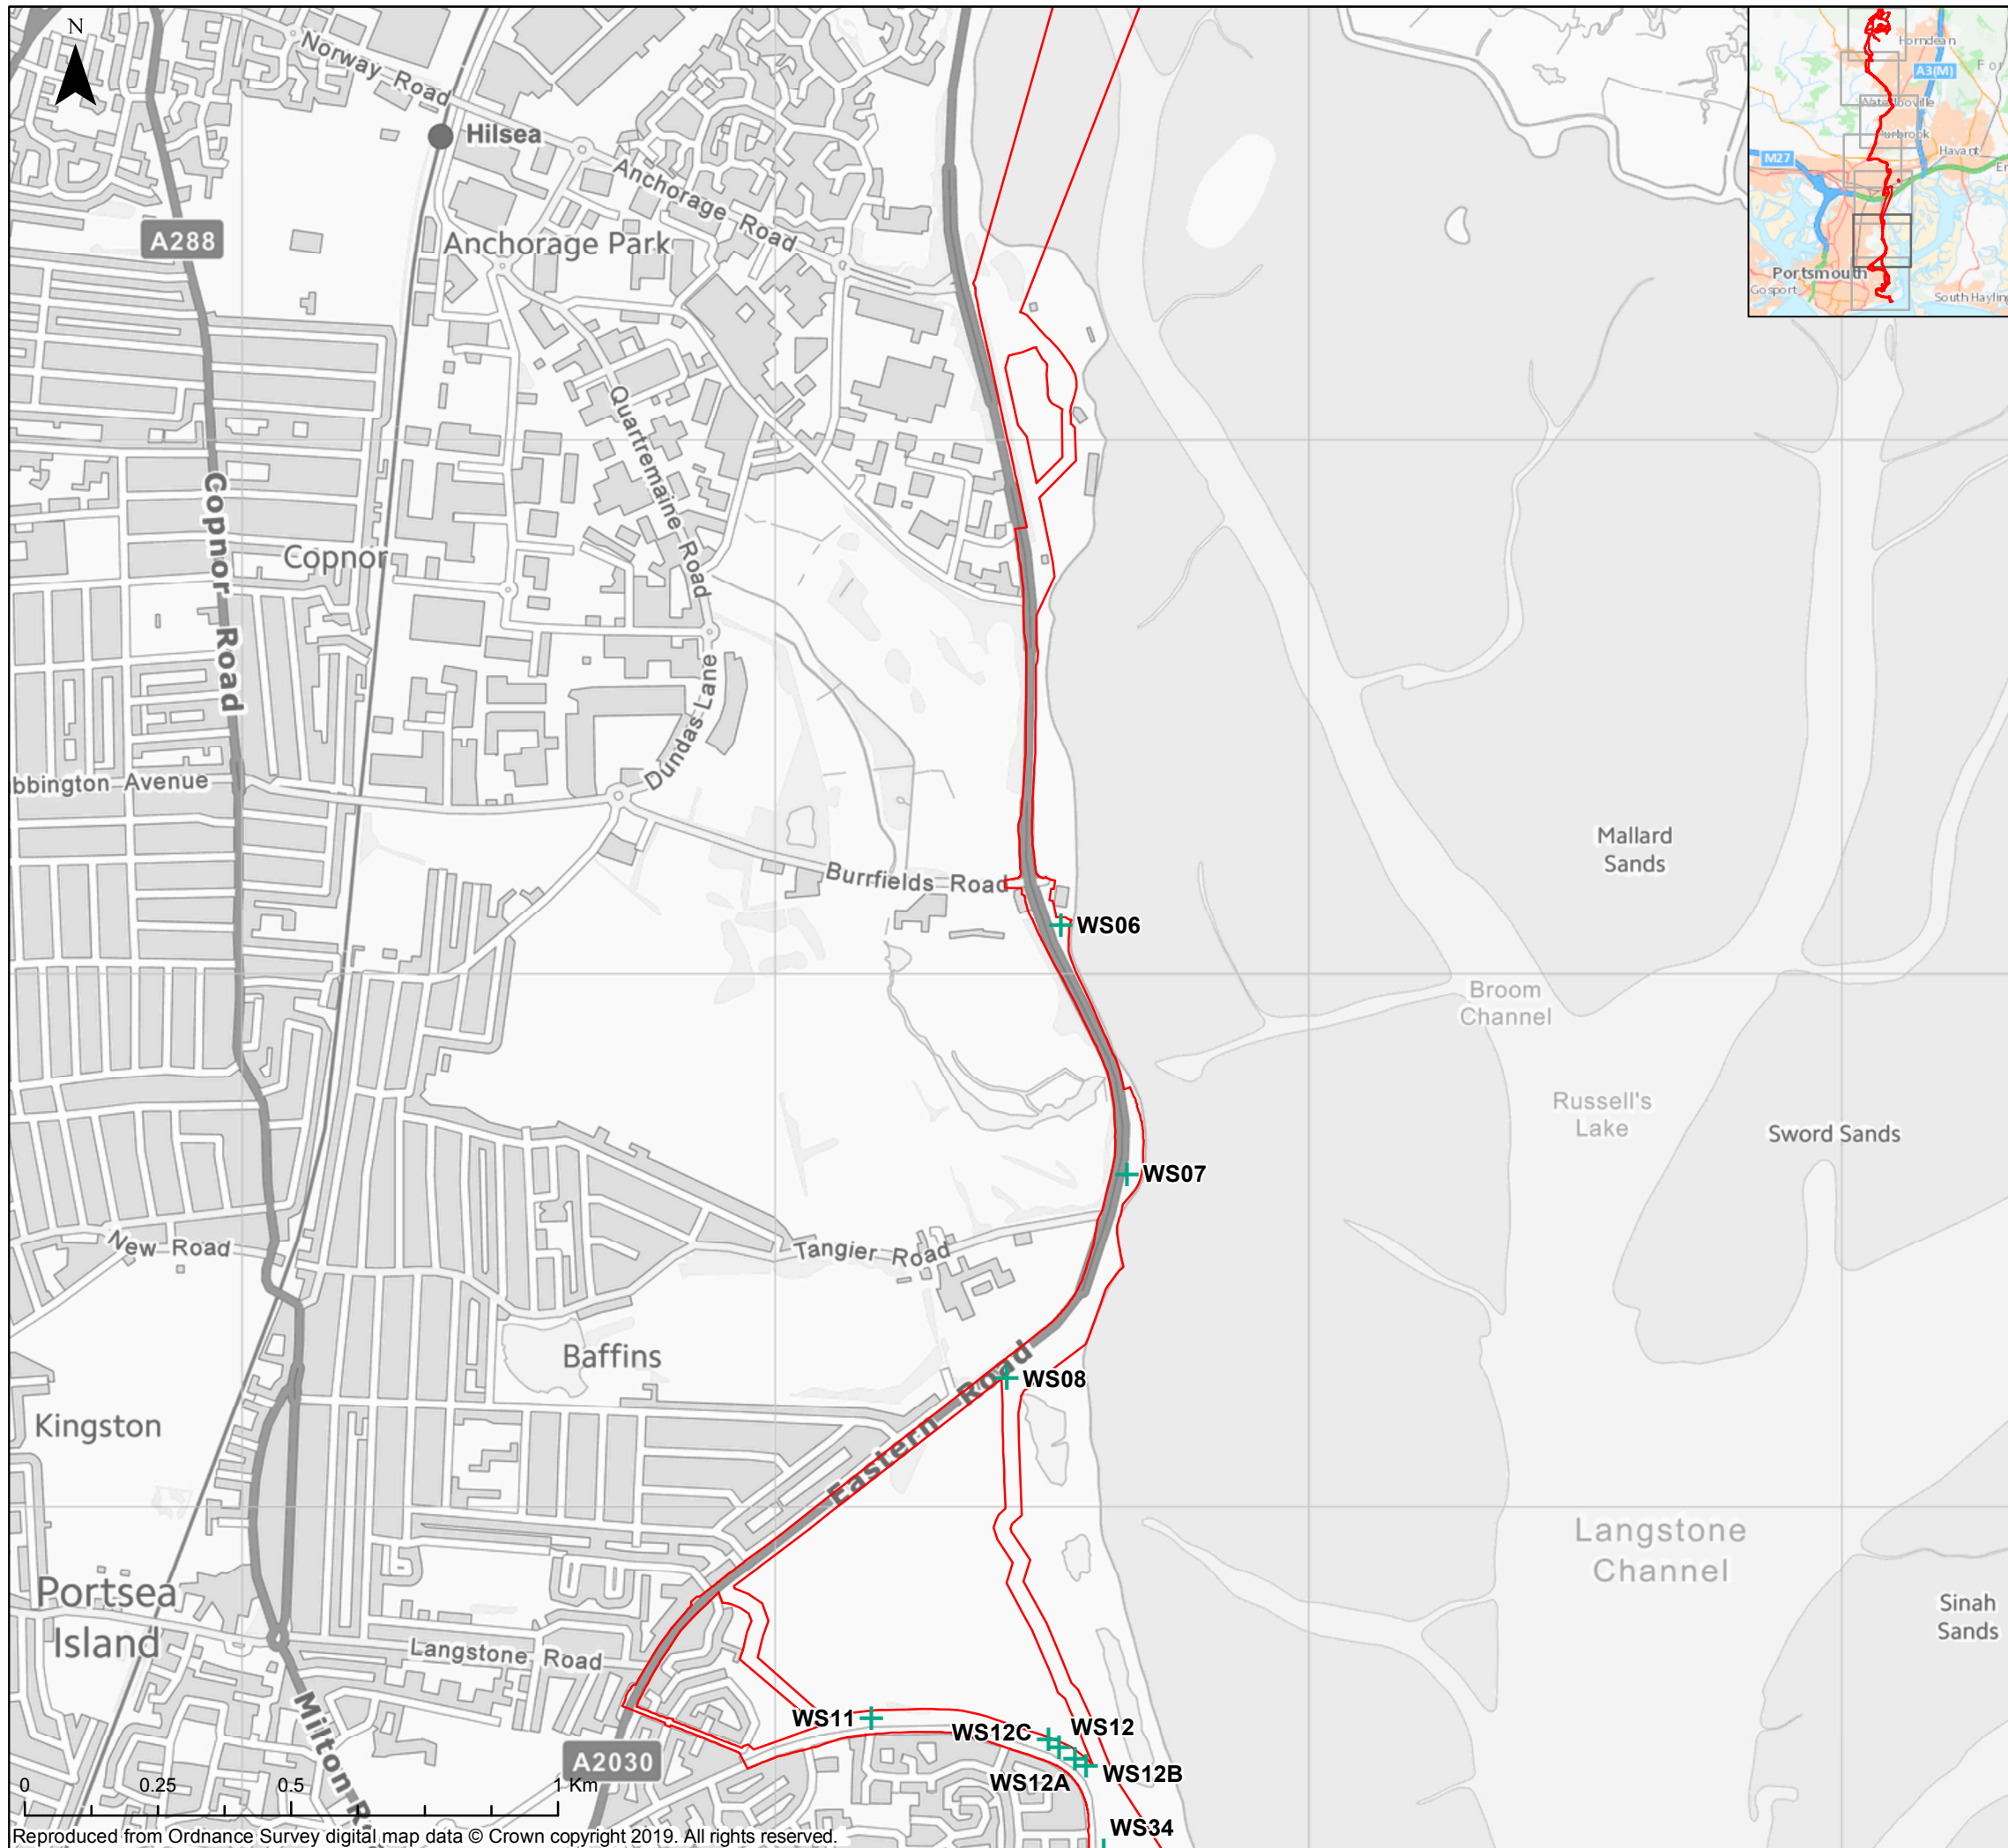 N
Norway Road
Hilsea
Anchorage Road
A288
Anchorage Park
Quartremaine Road
Copnor Road
Copnor
Dundas Lane
bbington Avenue
Burrfields Road
WS06
Mallard
Sands
Broom
Channel
Russell's
Lake
Sword Sands
WS07
New Road
Tangier Road
Baffins
WS08
Eastern Road
Kingston
Langstone
Channel
Portsea
Island
Sinah
Sands
Langstone Road
WS11
WS12C
WS12
WS12A
WS12B
A2030
Milton R
WS34
0 0.25 0.5 1 Km
Reproduced from Ordnance Survey digital map data © Crown copyright 2019. All rights reserved.
Horndean
For
A3(M)
Waterlooville
Purbrook
Havant
M27
Portsmouth
Gosport
South Haylin